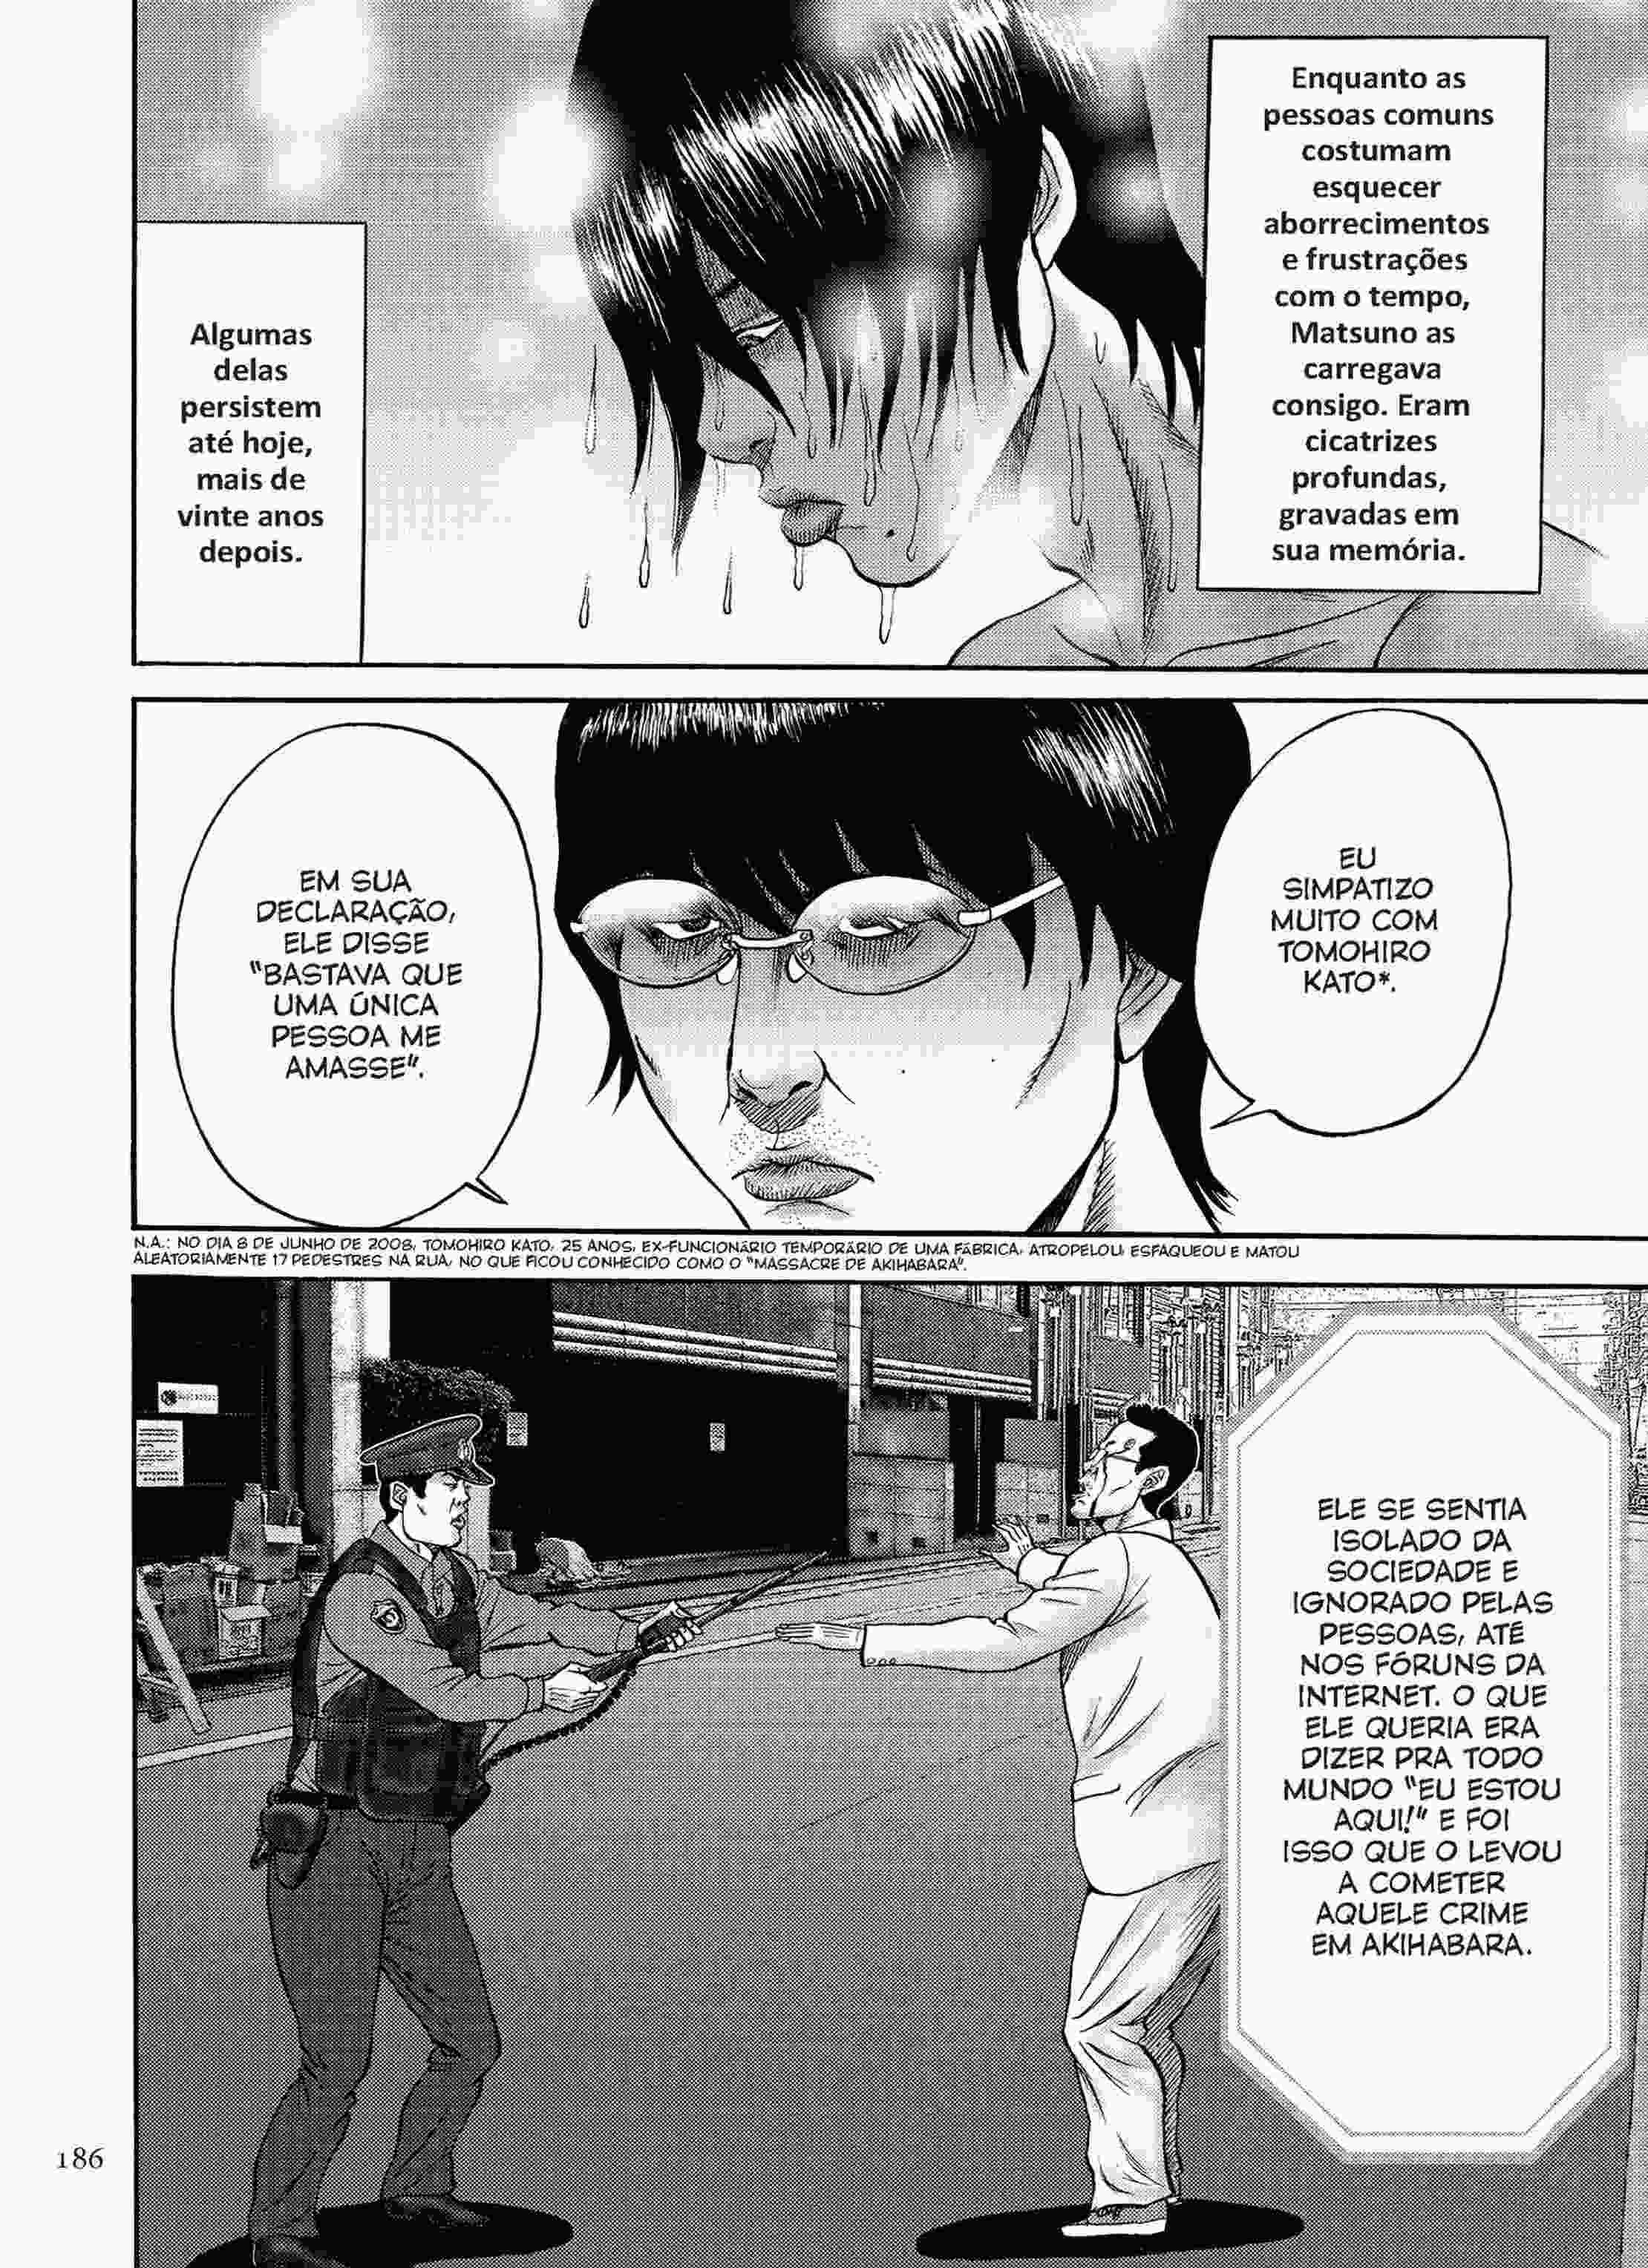 Enquanto as
pessoas comuns
costumam
esquecer
aborrecimentos
e frustrações
com o tempo,
Matsuno as
carregava
consigo. Eram
cicatrizes
profundas,
gravadas em
sua memória.
Algumas
delas
persistem
até hoje,
mais de
vinte anos
depois.
EU
SIMPATIZO
MUITO COM
TOMOHIRO
KATO*.
EM SUA
DECLARAÇÃO,
ELE DISSE
"BASTAVA QUE
UMA ÚNICA
PESSOA ME
AMASSE".
N.A.: NO DIA 8 DE JUNHO DE 2008, TOMOHIRO KATO, 25 ANOS, EX-FUNCIONÁRIO TEMPORÁRIO DE UMA FÁBRICA, ATROPELOU, ESFAQUEOU E MATOU
ALEATORIAMENTE 17 PEDESTRES NA RUA, NO QUE FICOU CONHECIDO COMO O "MASSACRE DE AKIHABARA".
ELE SE SENTIA
ISOLADO DA
SOCIEDADE E
IGNORADO PELAS
PESSOAS, ATÉ
NOS FÓRUNS DA
INTERNET. O QUE
ELE QUERIA ERA
DIZER PRA TODO
MUNDO "EU ESTOU
AQUI!" E FOI
ISSO QUE O LEVOU
A COMETER
AQUELE CRIME
EM AKIHABARA.
186